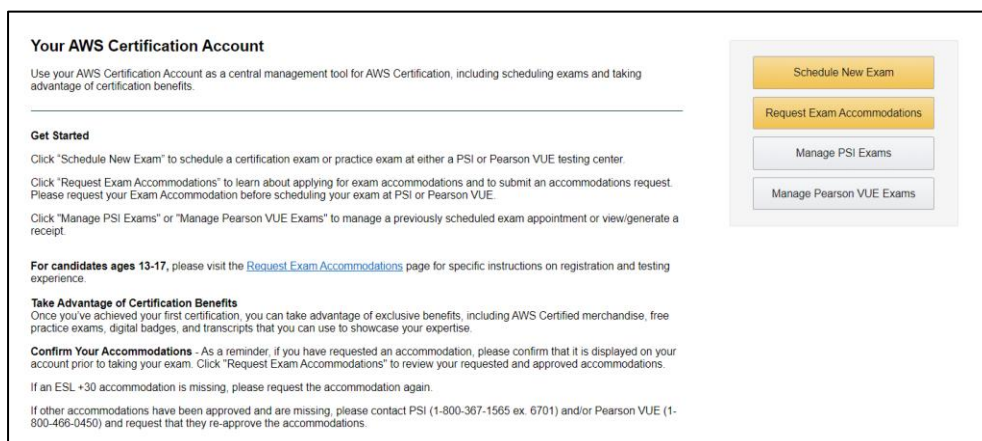 Your AWS Certification Account
Use your AWS Certification Account as a central management tool for AWS Certification, including scheduling exams and taking
advantage of certification benefits.
Get Started
Click "Schedule New Exam" to schedule a certification exam or practice exam at either a PSI or Pearson VUE testing center.
Click "Request Exam Accommodations" to learn about applying for exam accommodations and to submit an accommodations request.
Please request your Exam Accommodation before scheduling your exam at PSI or Pearson VUE.
Click "Manage PSI Exams" or "Manage Pearson VUE Exams" to manage a previously scheduled exam appointment or view/generate a
receipt.
For candidates ages 13-17, please visit the Request Exam Accommodations page for specific instructions on registration and testing
experience.
Take Advantage of Certification Benefits
Once you've achieved your first certification, you can take advantage of exclusive benefits, including AWS Certified merchandise, free
practice exams, digital badges, and transcripts that you can use to showcase your expertise.
Confirm Your Accommodations - As a reminder, if you have requested an accommodation, please confirm that it is displayed on your
account prior to taking your exam. Click "Request Exam Accommodations" to review your requested and approved accommodations.
If an ESL +30 accommodation is missing, please request the accommodation again.
If other accommodations have been approved and are missing, please contact PSI (1-800-367-1565 ex. 6701) and/or Pearson VUE (1-
800-466-0450) and request that they re-approve the accommodations.
Schedule New Exam
Request Exam Accommodations
Manage PSI Exams
Manage Pearson VUE Exams